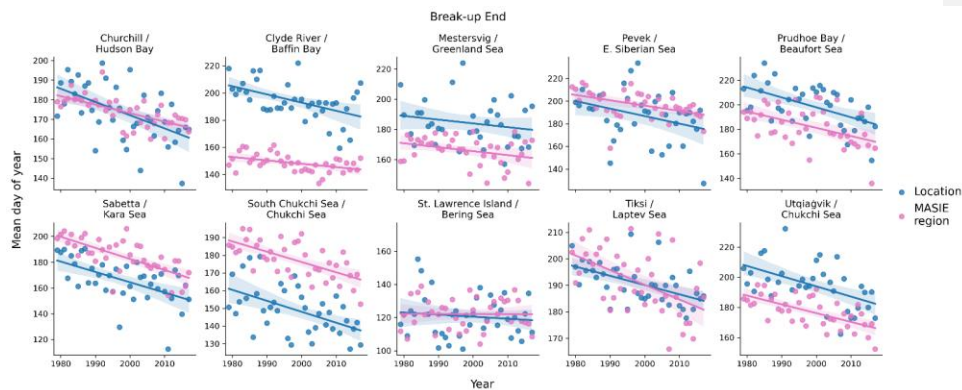 Break-up End
Churchill /
Hudson Bay
Clyde River /
Baffin Bay
Mestersvig /
Greenland Sea
Pevek /
E. Siberian Sea
Prudhoe Bay /
Beaufort Sea
200
190
180
170
160
150
140
220
200
180
160
140
220
200
180
160
220
200
180
160
140
240
220
200
180
160
140
Mean day of year
Location
MASIE
region
Sabetta /
Kara Sea
South Chukchi Sea /
Chukchi Sea
St. Lawrence Island /
Bering Sea
Tiksi /
Laptev Sea
Utqiaġvik /
Chukchi Sea
200
180
160
140
120
190
180
170
160
150
140
130
160
140
120
100
210
200
190
180
170
160
220
200
180
160
1980 1990 2000 2010
1980 1990 2000 2010
1980 1990 2000 2010
1980 1990 2000 2010
1980 1990 2000 2010
Year